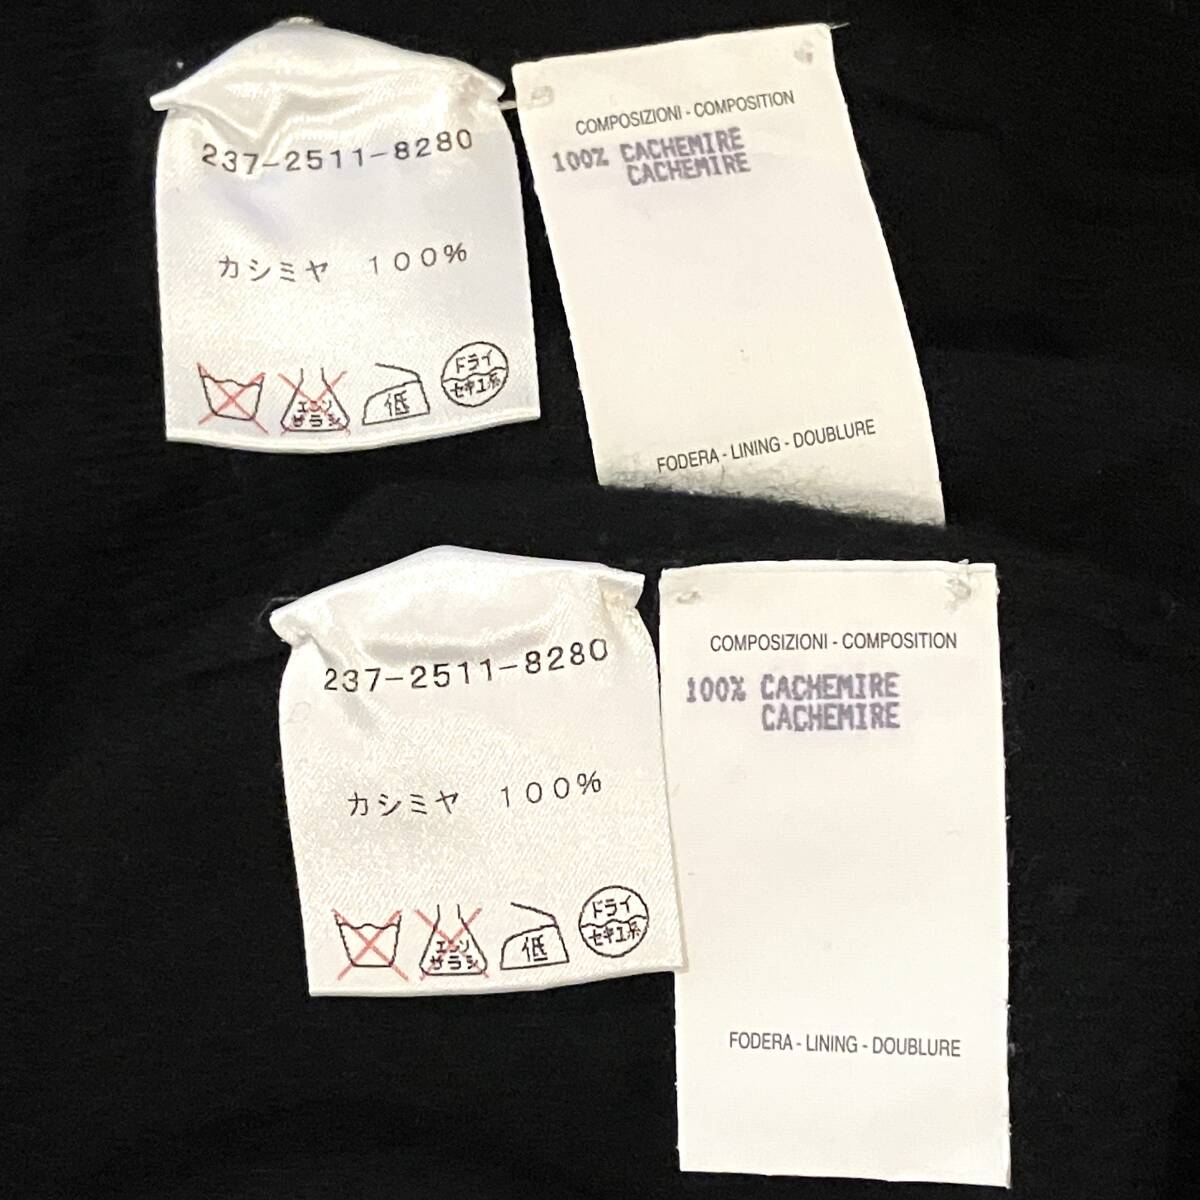 237-2511-8280
カシミヤ 100%
エンソ
サラシ
低
ドライ
セキユ系
COMPOSIZIONI - COMPOSITION
100% CACHEMIRE
CACHEMIRE
FODERA - LINING - DOUBLURE
237-2511-8280
カシミヤ 100%
エンソ
サラシ
低
ドライ
セキユ系
COMPOSIZIONI - COMPOSITION
100% CACHEMIRE
CACHEMIRE
FODERA - LINING - DOUBLURE